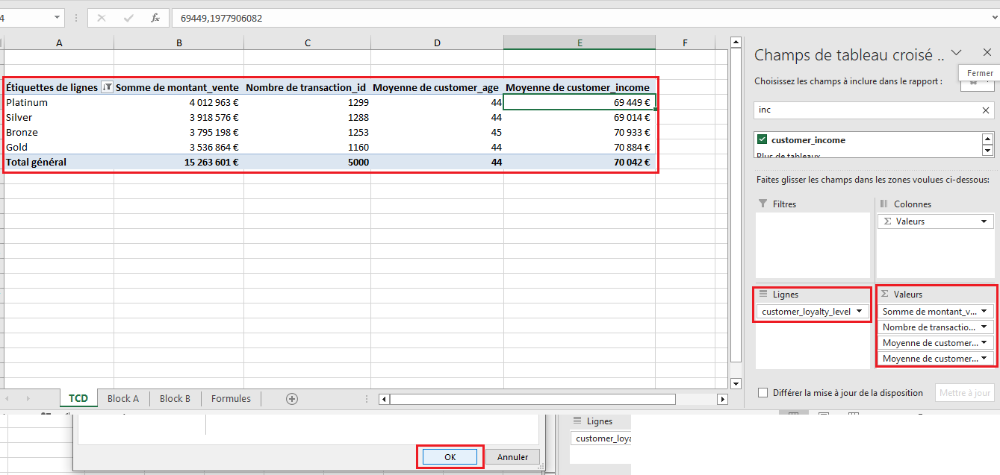 4 fx 69449,1977906082
A B C D E F
Étiquettes de lignes Somme de montant_vente Nombre de transaction_id Moyenne de customer_age Moyenne de customer_income
Platinum 4 012 963 € 1299 44 69 449 €
Silver 3 918 576 € 1288 44 69 014 €
Bronze 3 795 198 € 1253 45 70 933 €
Gold 3 536 864 € 1160 44 70 884 €
Total général 15 263 601 € 5000 44 70 042 €
TCD Block A Block B Formules
Champs de tableau croisé ..
Fermer
Choisissez les champs à inclure dans le rapport :
inc
customer_income
Plus de tableaux...
Faites glisser les champs dans les zones voulues ci-dessous:
Filtres
Colonnes
Σ Valeurs
Lignes
customer_loyalty_level
Σ Valeurs
Somme de montant_v...
Nombre de transactio...
Moyenne de customer...
Moyenne de customer...
Différer la mise à jour de la disposition Mettre à jour
OK Annuler
Lignes
customer_loya